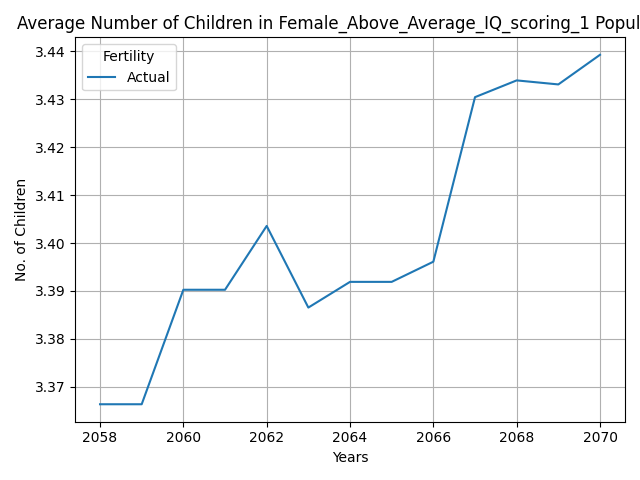 Average Number of Children in Female_Above_Average_IQ_scoring_1 Popul
Fertility
Actual
No. of Children
3.44
3.43
3.42
3.41
3.40
3.39
3.38
3.37
2058 2060 2062 2064 2066 2068 2070
Years